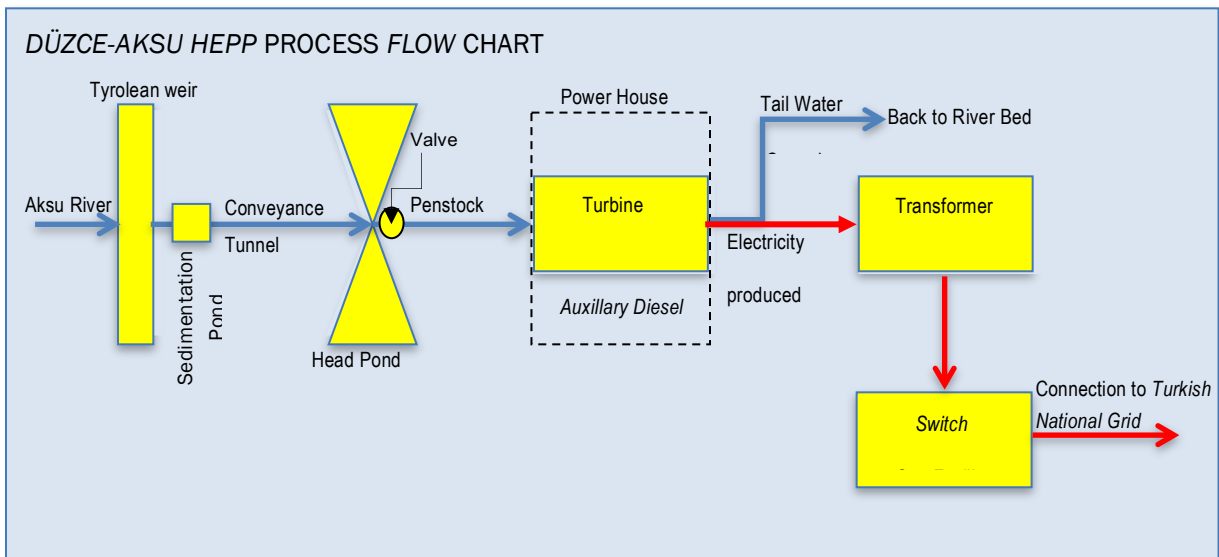 DÜZCE-AKSU HEPP PROCESS FLOW CHART
Tyrolean weir
Power House
Tail Water
Back to River Bed
Valve
Aksu River
Conveyance
Tunnel
Penstock
Turbine
Electricity
produced
Transformer
Sedimentation
Pond
Head Pond
Auxillary Diesel
Connection to Turkish
National Grid
Switch